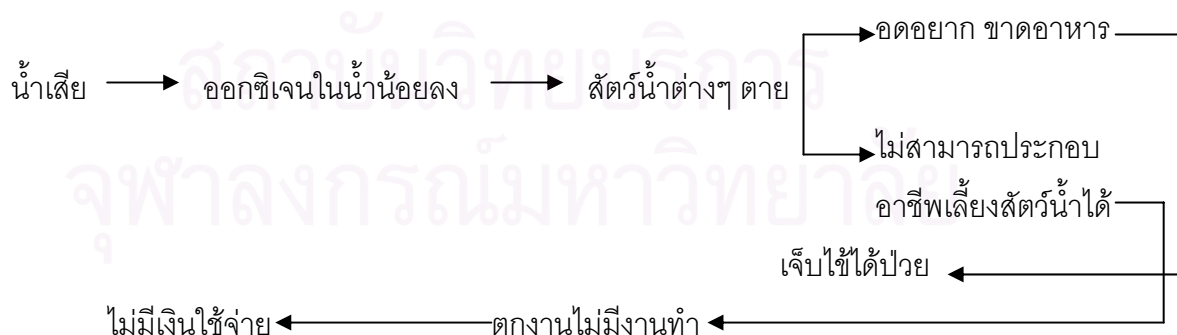 อดอยาก ขาดอาหาร
น้ำเสีย ออกซิเจนในน้ำน้อยลง สัตว์น้ำต่างๆ ตาย
ไม่สามารถประกอบ
อาชีพเลี้ยงสัตว์น้ำได้
เจ็บไข้ได้ป่วย
ไม่มีเงินใช้จ่าย ตกงานไม่มีงานทำ
สถาบันวิทยบริการ
จุฬาลงกรณ์มหาวิทยาลัย